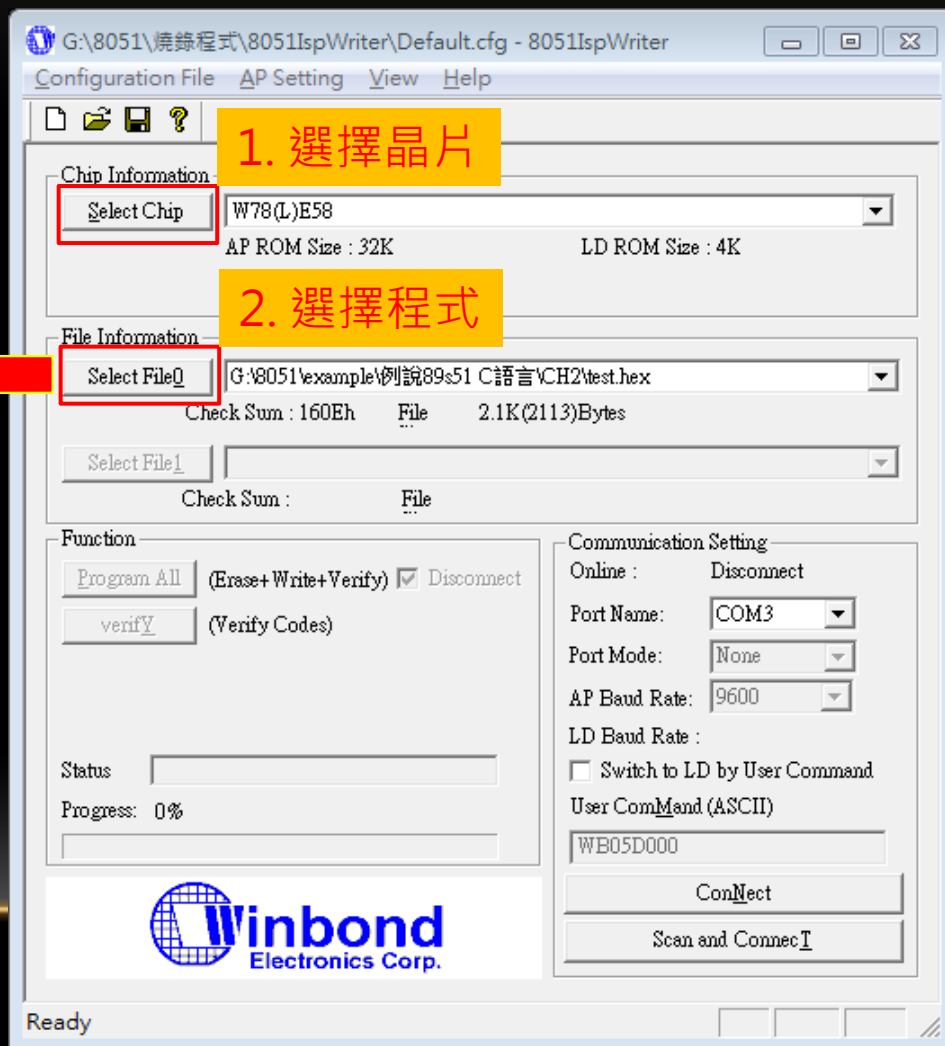 G:\8051\燒錄程式\8051IspWriter\Default.cfg - 8051IspWriter
Configuration File AP Setting View Help
1. 選擇晶片
Chip Information
Select Chip W78(L)E58
AP ROM Size : 32K LD ROM Size : 4K
2. 選擇程式
File Information
Select File0 G:\8051\example\例說89s51 C語言\CH2\test.hex
Check Sum : 160Eh File 2.1K(2113)Bytes
Select File1
Check Sum : File
Function
Program All (Erase+Write+Verify) Disconnect
verifY (Verify Codes)
Status
Progress: 0%
Communication Setting
Online : Disconnect
Port Name: COM3
Port Mode: None
AP Baud Rate: 9600
LD Baud Rate :
Switch to LD by User Command
User ComMand (ASCII)
WB05D000
ConNect
Scan and ConnecT
Winbond
Electronics Corp.
Ready